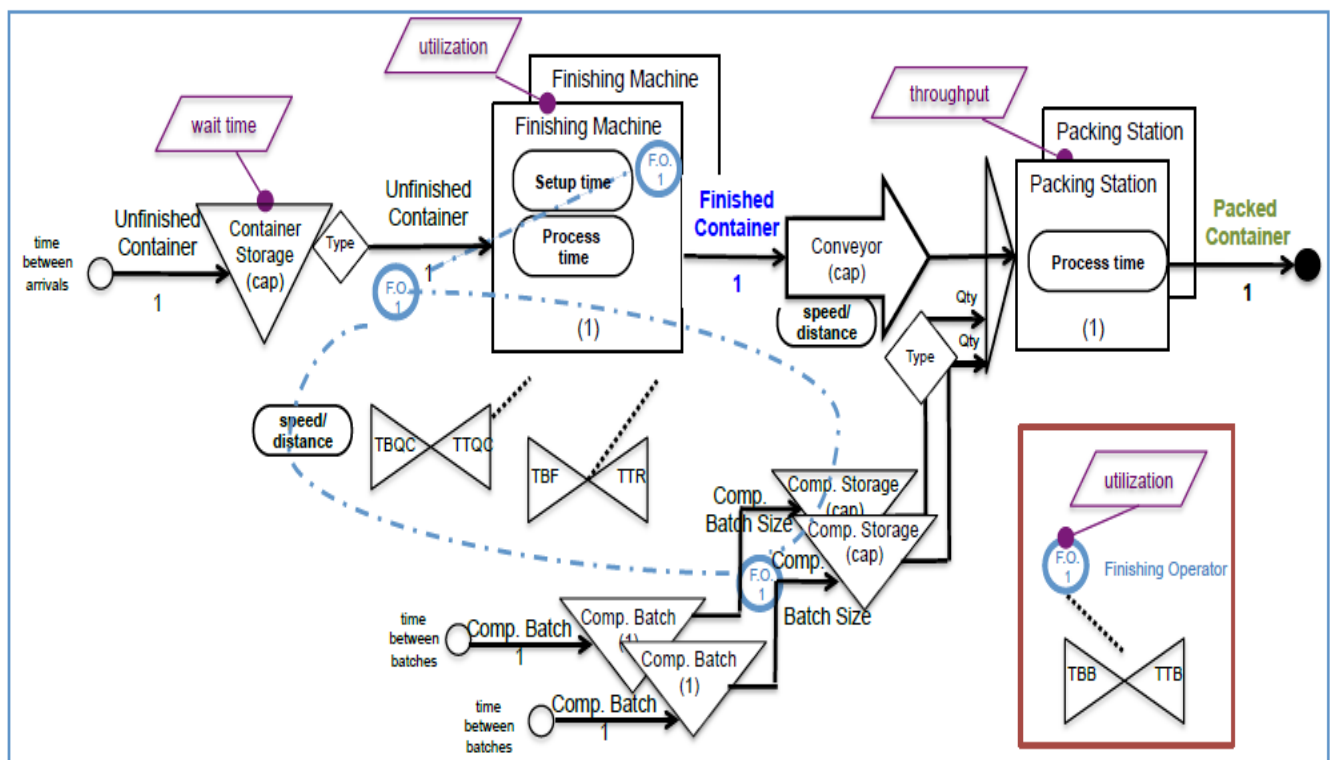 utilization
wait time
Finishing Machine
Finishing Machine
F.O.
1
Setup time
Process
time
(1)
throughput
Packing Station
Packing Station
Process time
(1)
time
between
arrivals
Unfinished
Container
1
Container
Storage
(cap)
Type
Unfinished
Container
1
F.O.
1
Finished
Container
1
Conveyor
(cap)
speed/
distance
Packed
Container
1
Qty
Qty
Type
speed/
distance
TBQC
TTQC
TBF
TTR
Comp.
Batch Size
Comp. Storage
(cap)
Comp. Storage
(cap)
F.O.
1
Comp.
Batch Size
time
between
batches
Comp. Batch
1
Comp. Batch
(1)
Comp. Batch
(1)
time
between
batches
Comp. Batch
1
utilization
F.O.
1
Finishing Operator
TBB
TTB